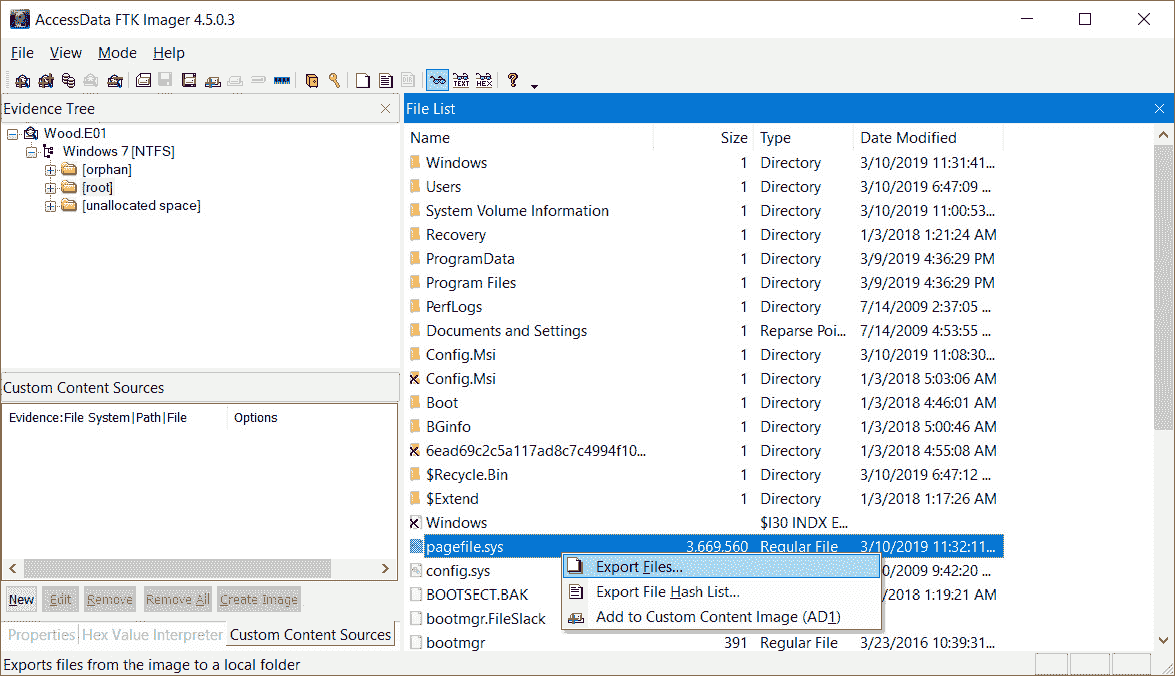 AccessData FTK Imager 4.5.0.3
File View Mode Help
TEXT HEX ?
Evidence Tree
Wood.E01
Windows 7 [NTFS]
[orphan]
[root]
[unallocated space]
Custom Content Sources
Evidence:File System|Path|File Options
New Edit Remove Remove All Create Image
Properties Hex Value Interpreter Custom Content Sources
File List
Name Size Type Date Modified
Windows 1 Directory 3/10/2019 11:31:41...
Users 1 Directory 3/10/2019 6:47:09 ...
System Volume Information 1 Directory 3/10/2019 11:00:53...
Recovery 1 Directory 1/3/2018 1:21:24 AM
ProgramData 1 Directory 3/9/2019 4:36:29 PM
Program Files 1 Directory 3/9/2019 4:36:29 PM
PerfLogs 1 Directory 7/14/2009 2:37:05 ...
Documents and Settings 1 Reparse Poi... 7/14/2009 4:53:55 ...
Config.Msi 1 Directory 3/10/2019 11:08:30...
Config.Msi 1 Directory 1/3/2018 5:03:06 AM
Boot 1 Directory 1/3/2018 4:46:01 AM
BGinfo 1 Directory 1/3/2018 5:00:46 AM
6ead69c2c5a117ad8c7c4994f10... 1 Directory 1/3/2018 4:55:08 AM
$Recycle.Bin 1 Directory 3/10/2019 6:47:12 ...
$Extend 1 Directory 1/3/2018 1:17:26 AM
Windows $I30 INDX E...
pagefile.sys 3,669,560 Regular File 3/10/2019 11:32:11...
config.sys 0/2009 9:42:20 ...
BOOTSECT.BAK /2018 1:19:21 AM
bootmgr.FileSlack
bootmgr 391 Regular File 3/23/2016 10:39:31...
Export Files...
Export File Hash List...
Add to Custom Content Image (AD1)
Exports files from the image to a local folder